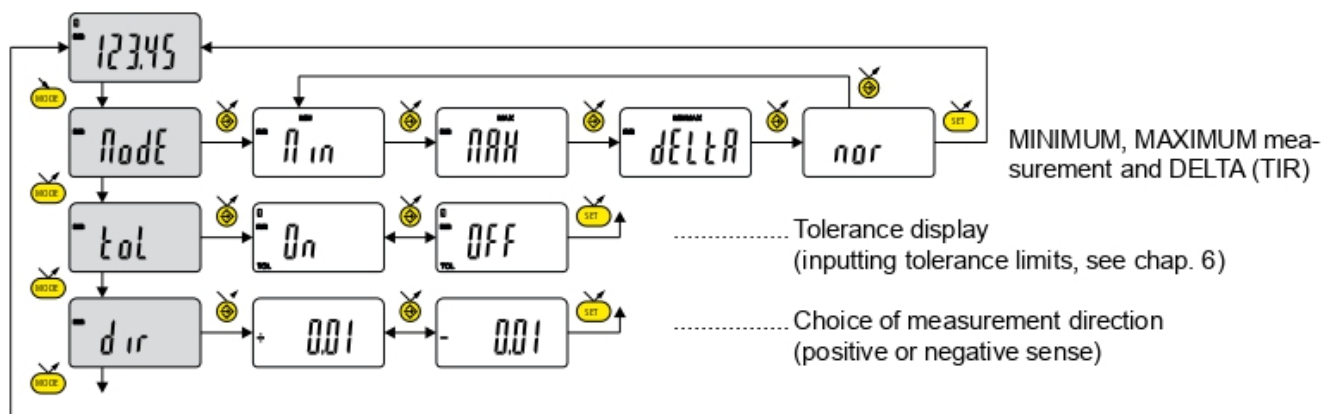 123.45
MODE
MIN
MAX
MIN MAX
SET
ModE
Min
MAX
dELtA
nor
MINIMUM, MAXIMUM mea-
surement and DELTA (TIR)
MODE
SET
toL
On
OFF
TOL
TOL
.................... Tolerance display
(inputting tolerance limits, see chap. 6)
MODE
SET
dir
+ 0.01
- 0.01
.................... Choice of measurement direction
(positive or negative sense)
MODE